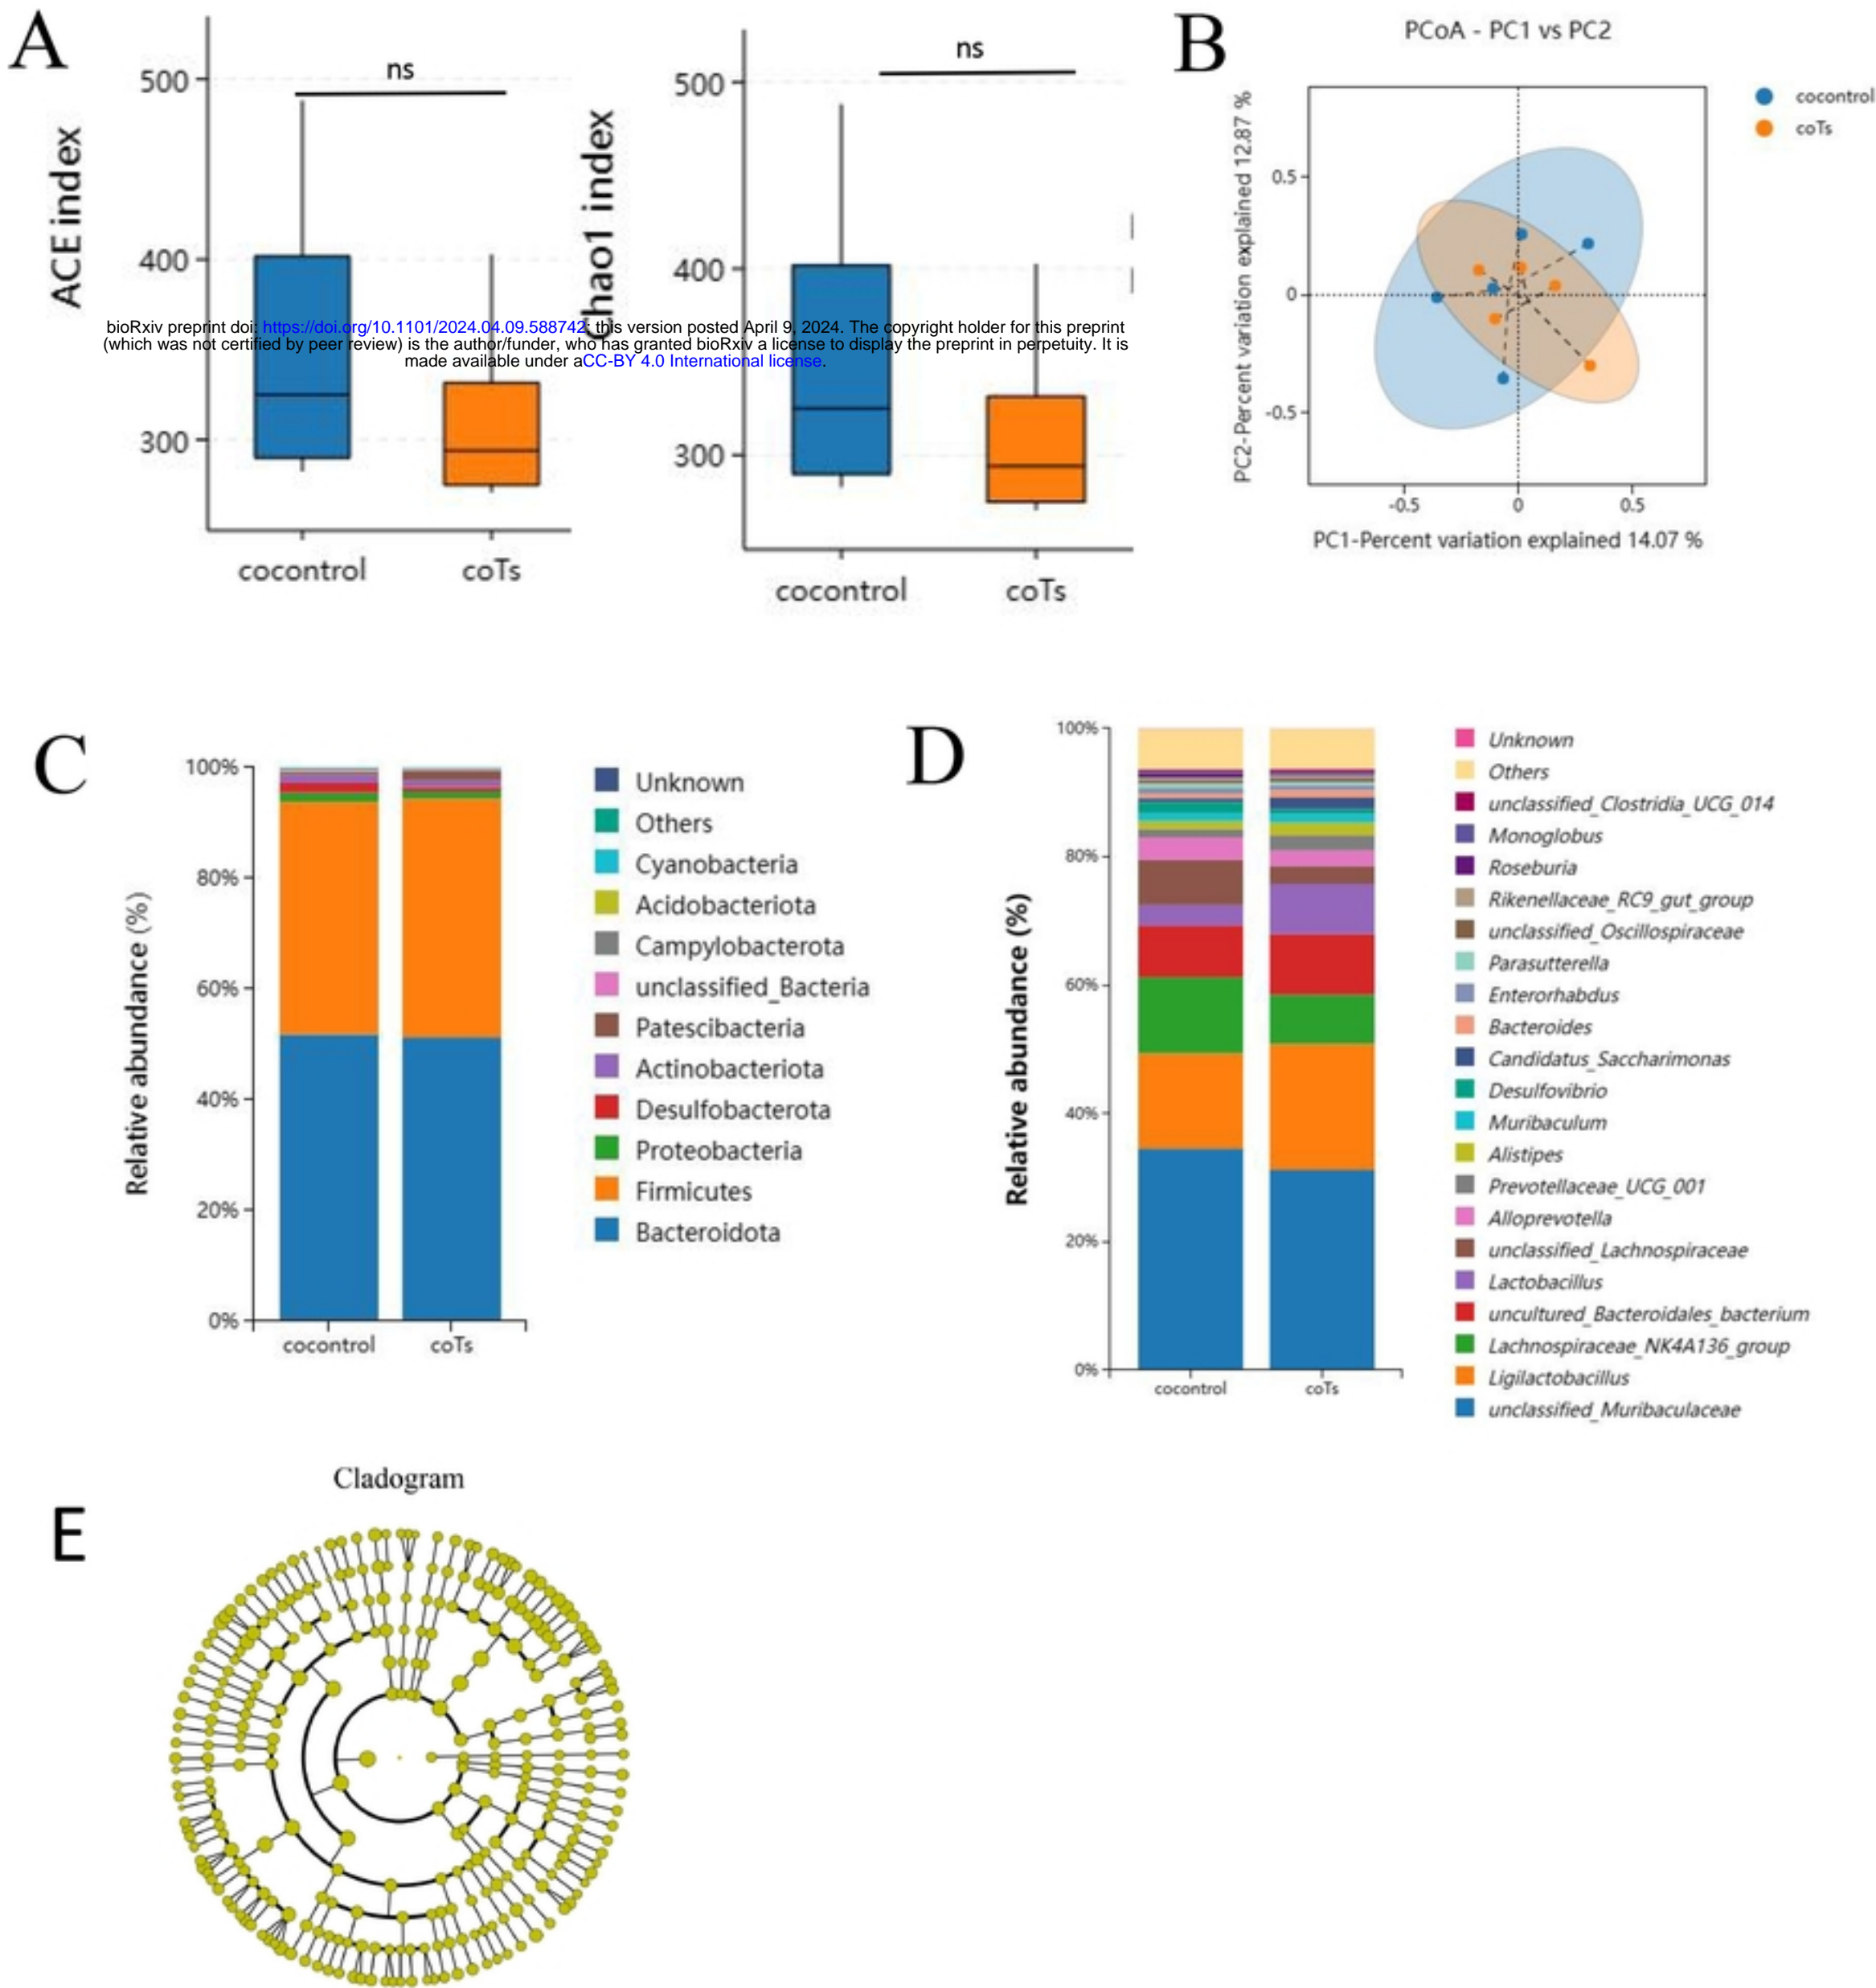 A
ns
500
400
300
ACE index
cocontrol
coTs
ns
500
400
300
chao1 index
cocontrol
coTs
bioRxiv preprint doi: https://doi.org/10.1101/2024.04.09.588742; this version posted April 9, 2024. The copyright holder for this preprint
(which was not certified by peer review) is the author/funder, who has granted bioRxiv a license to display the preprint in perpetuity. It is
made available under aCC-BY 4.0 International license.
B
PCoA - PC1 vs PC2
cocontrol
coTs
PC2-Percent variation explained 12.87 %
0.5
0
-0.5
-0.5
0
0.5
PC1-Percent variation explained 14.07 %
C
Relative abundance (%)
100%
80%
60%
40%
20%
0%
cocontrol
coTs
Unknown
Others
Cyanobacteria
Acidobacteriota
Campylobacterota
unclassified_Bacteria
Patescibacteria
Actinobacteriota
Desulfobacterota
Proteobacteria
Firmicutes
Bacteroidota
D
Relative abundance (%)
100%
80%
60%
40%
20%
0%
cocontrol
coTs
Unknown
Others
unclassified_Clostridia_UCG_014
Monoglobus
Roseburia
Rikenellaceae_RC9_gut_group
unclassified_Oscillospiraceae
Parasutterella
Enterorhabdus
Bacteroides
Candidatus_Saccharimonas
Desulfovibrio
Muribaculum
Alistipes
Prevotellaceae_UCG_001
Alloprevotella
unclassified_Lachnospiraceae
Lactobacillus
uncultured_Bacteroidales_bacterium
Lachnospiraceae_NK4A136_group
Ligilactobacillus
unclassified_Muribaculaceae
E
Cladogram